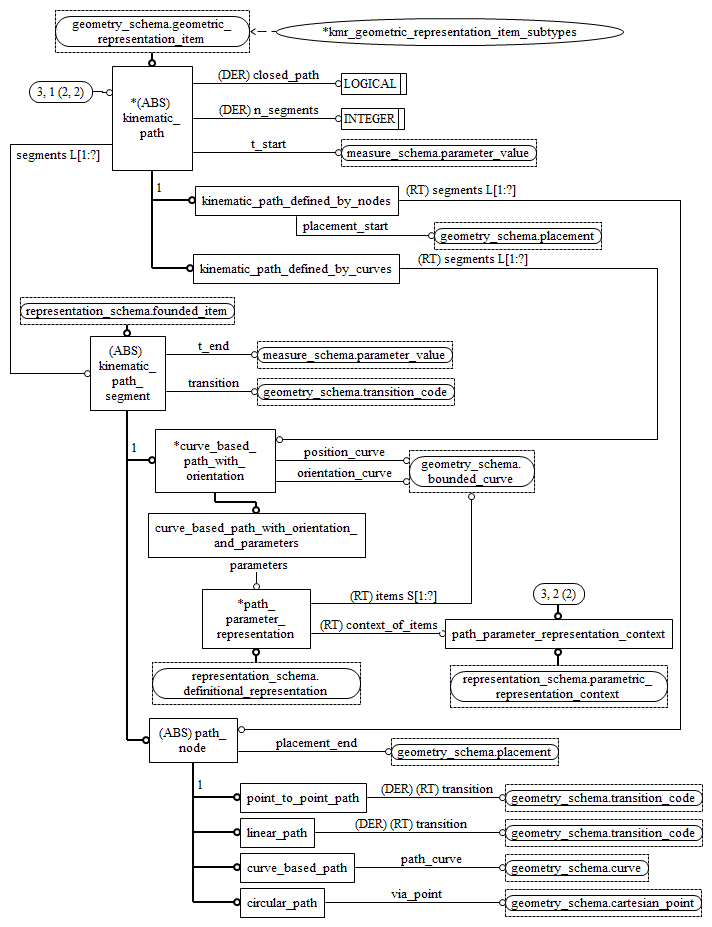 geometry_schema.geometric_
representation_item
*kmr_geometric_representation_item_subtypes
3, 1 (2, 2)
*(ABS)
kinematic_
path
(DER) closed_path
LOGICAL
(DER) n_segments
INTEGER
t_start
measure_schema.parameter_value
segments L[1:?]
1
kinematic_path_defined_by_nodes
(RT) segments L[1:?]
placement_start
geometry_schema.placement
kinematic_path_defined_by_curves
(RT) segments L[1:?]
representation_schema.founded_item
(ABS)
kinematic_
path_
segment
t_end
measure_schema.parameter_value
transition
geometry_schema.transition_code
1
*curve_based_
path_with_
orientation
position_curve
orientation_curve
geometry_schema.
bounded_curve
curve_based_path_with_orientation_
and_parameters
parameters
*path_
parameter_
representation
(RT) items S[1:?]
(RT) context_of_items
3, 2 (2)
path_parameter_representation_context
representation_schema.
definitional_representation
representation_schema.parametric_
representation_context
(ABS) path_
node
placement_end
geometry_schema.placement
1
point_to_point_path
(DER) (RT) transition
geometry_schema.transition_code
linear_path
(DER) (RT) transition
geometry_schema.transition_code
curve_based_path
path_curve
geometry_schema.curve
circular_path
via_point
geometry_schema.cartesian_point